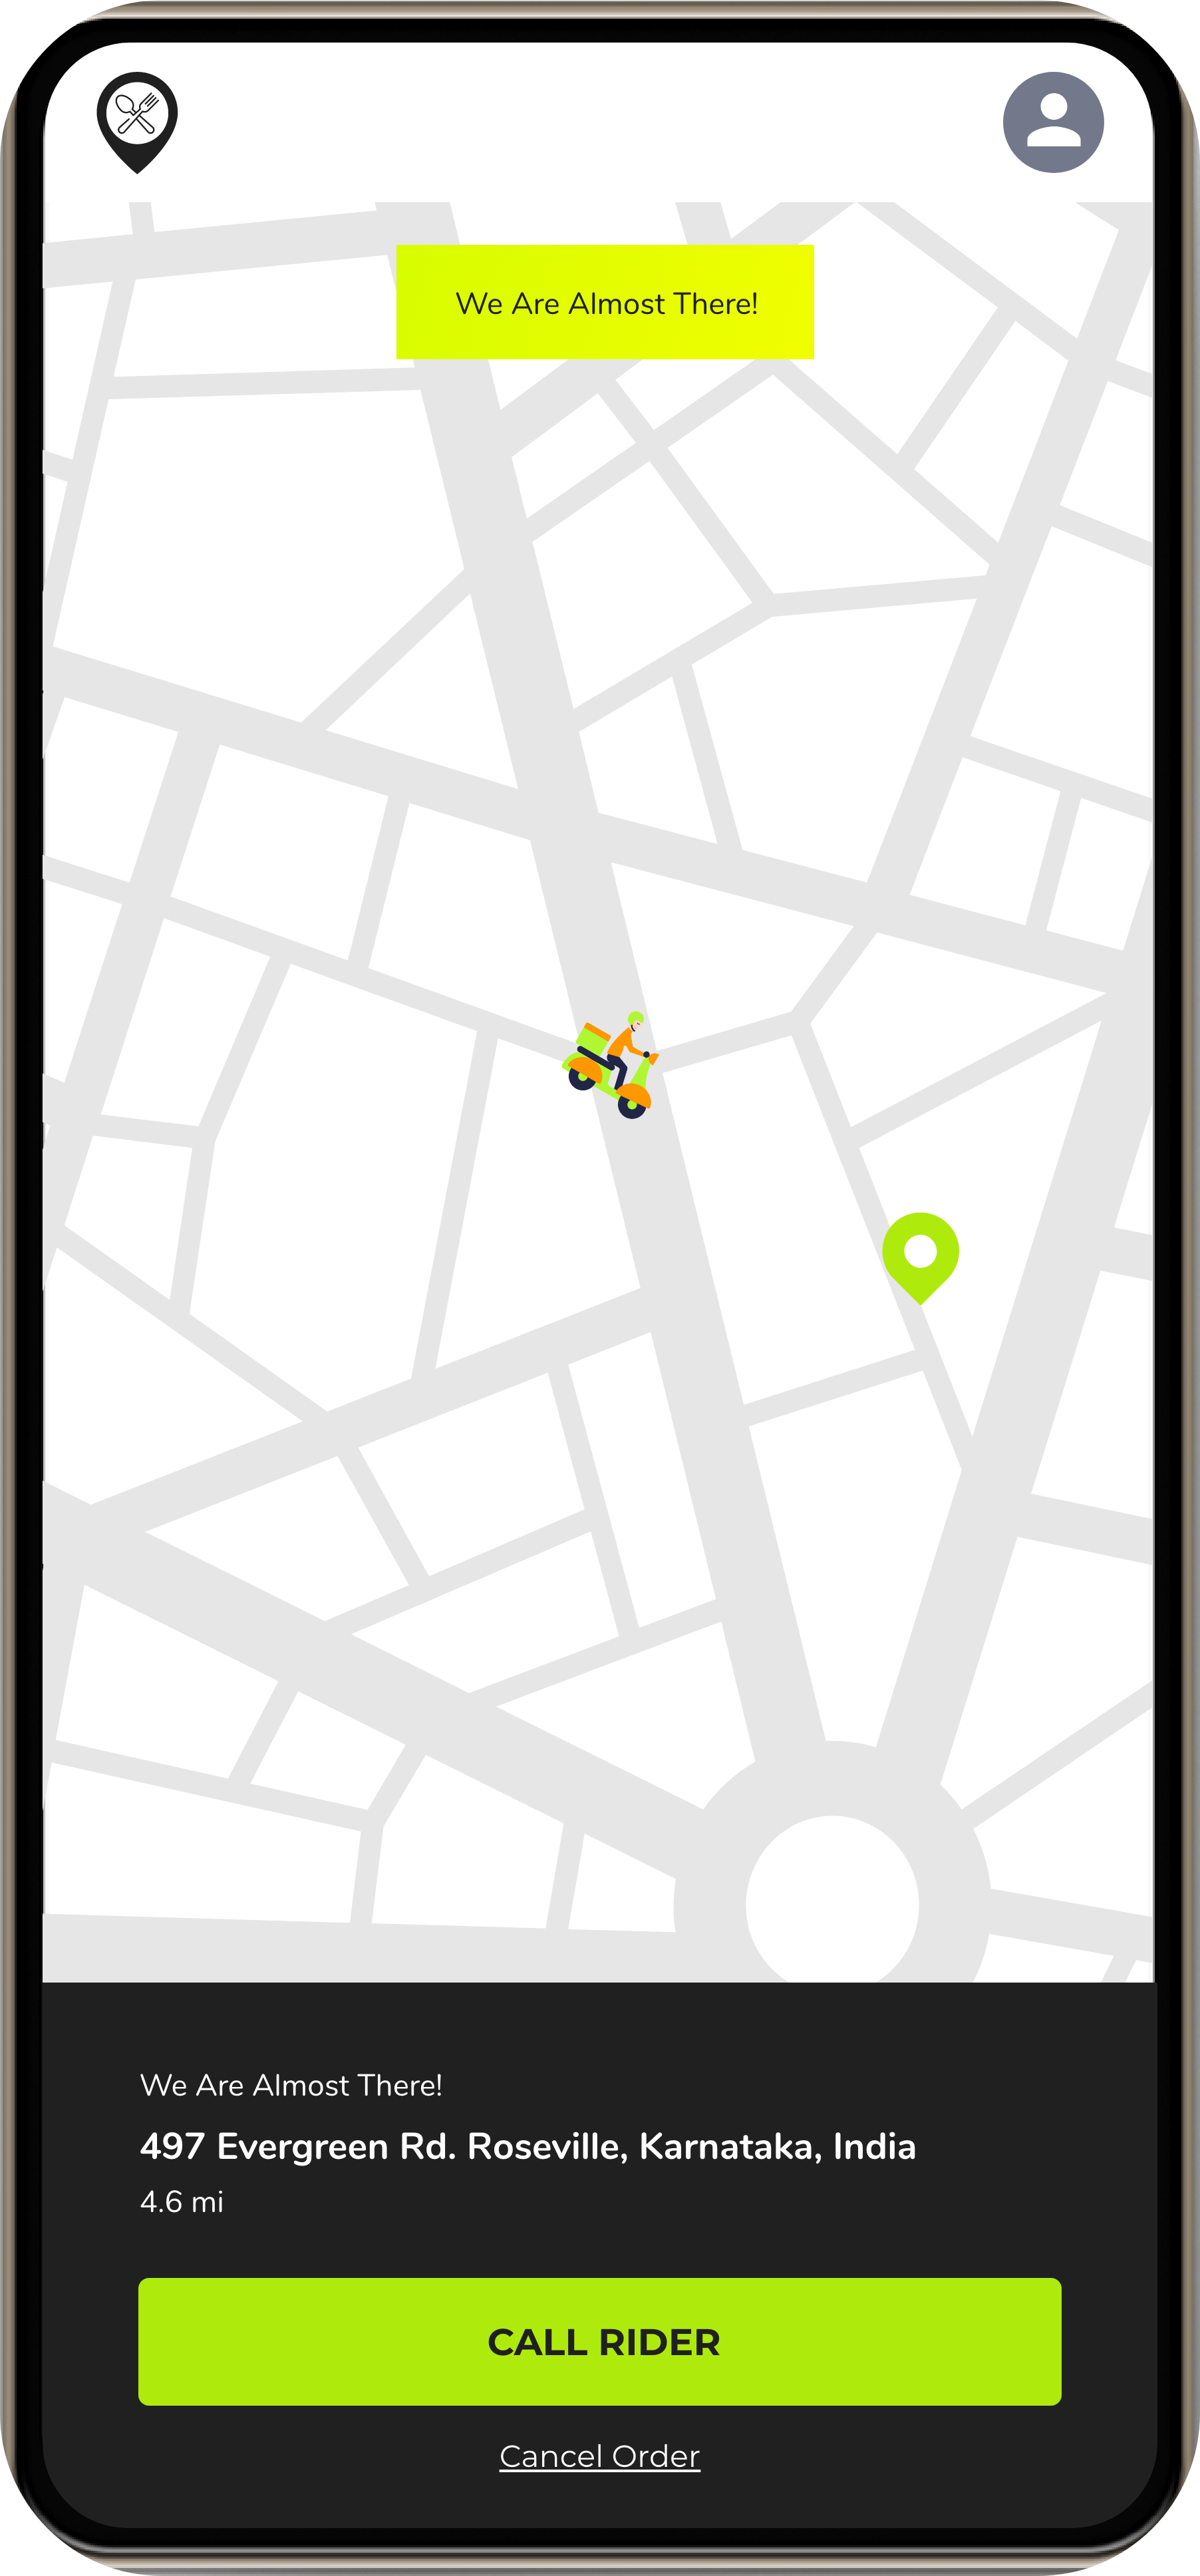 We Are Almost There!
We Are Almost There!
497 Evergreen Rd. Roseville, Karnataka, India
4.6 mi
CALL RIDER
Cancel Order